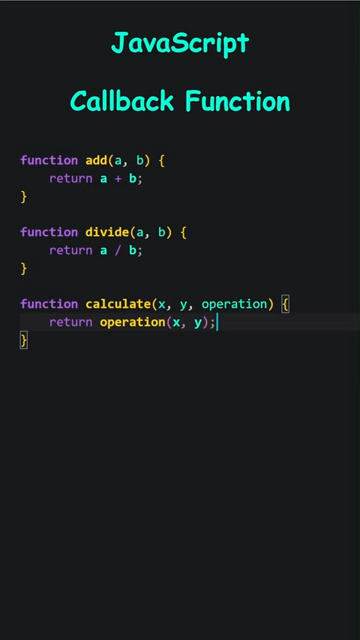 JavaScript
Callback Function
function add(a, b) {
    return a + b;
}
function divide(a, b) {
    return a / b;
}
function calculate(x, y, operation) {
    return operation(x, y);
}